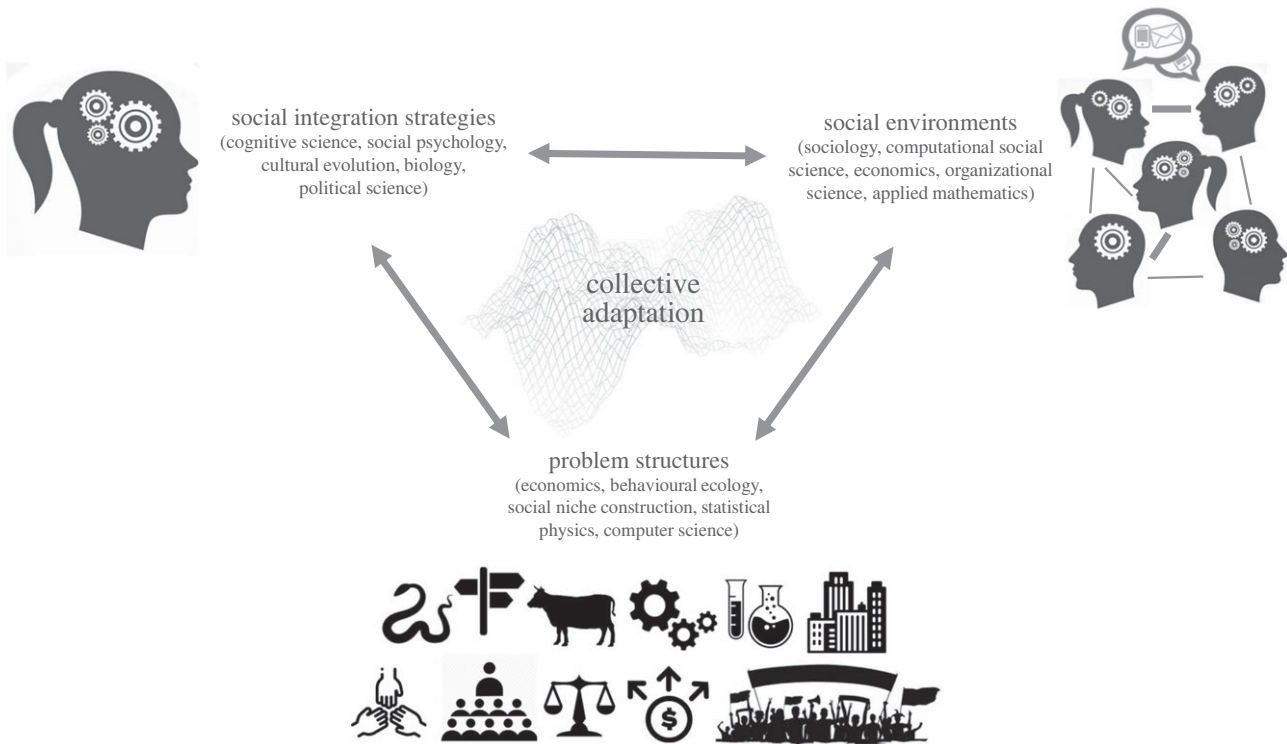 social integration strategies
(cognitive science, social psychology,
cultural evolution, biology,
political science)
social environments
(sociology, computational social
science, economics, organizational
science, applied mathematics)
collective
adaptation
problem structures
(economics, behavioural ecology,
social niche construction, statistical
physics, computer science)
$